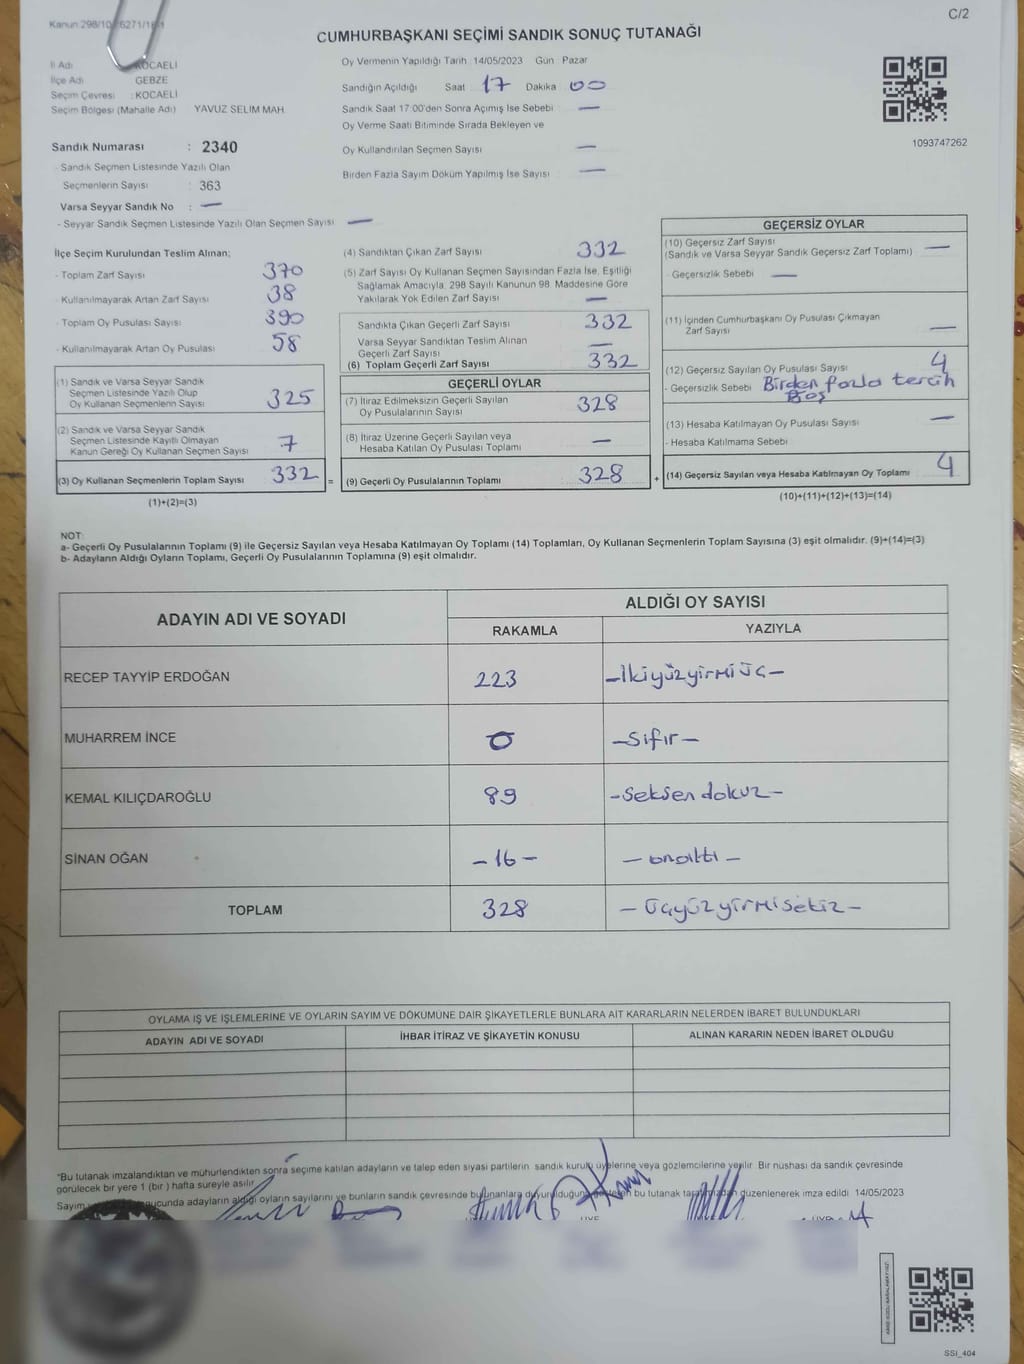 Kanun 298/10 6271/16
C/2
CUMHURBAŞKANI SEÇİMİ SANDIK SONUÇ TUTANAĞI
İl Adı KOCAELİ
İlçe Adı GEBZE
Seçim Çevresi : KOCAELİ
Seçim Bölgesi (Mahalle Adı) YAVUZ SELİM MAH.
Sandık Numarası : 2340
- Sandık Seçmen Listesinde Yazılı Olan
Seçmenlerin Sayısı : 363
Varsa Seyyar Sandık No : —
- Seyyar Sandık Seçmen Listesinde Yazılı Olan Seçmen Sayısı —
Oy Vermenin Yapıldığı Tarih :14/05/2023 Gün Pazar
Sandığın Açıldığı Saat 17 Dakika 00
Sandık Saat 17:00'den Sonra Açımış İse Sebebi —
Oy Verme Saati Bitiminde Sırada Bekleyen ve
Oy Kullandırılan Seçmen Sayısı —
Birden Fazla Sayım Döküm Yapılmış İse Sayısı —
1093747262
İlçe Seçim Kurulundan Teslim Alınan;
- Toplam Zarf Sayısı 370
- Kullanılmayarak Artan Zarf Sayısı 38
- Toplam Oy Pusulası Sayısı 390
- Kullanılmayarak Artan Oy Pusulası 58
(1) Sandık ve Varsa Seyyar Sandık
Seçmen Listesinde Yazılı Olup
Oy Kullanan Seçmenlerin Sayısı 325
(2) Sandık ve Varsa Seyyar Sandık
Seçmen Listesinde Kayıtlı Olmayan
Kanun Gereği Oy Kullanan Seçmen Sayısı 7
(3) Oy Kullanan Seçmenlerin Toplam Sayısı 332 =
(1)+(2)=(3)
(4) Sandıktan Çıkan Zarf Sayısı 332
(5) Zarf Sayısı Oy Kullanan Seçmen Sayısından Fazla İse, Eşitliği
Sağlamak Amacıyla, 298 Sayılı Kanunun 98. Maddesine Göre
Yakılarak Yok Edilen Zarf Sayısı —
Sandıkta Çıkan Geçerli Zarf Sayısı 332
Varsa Seyyar Sandıktan Teslim Alınan
Geçerli Zarf Sayısı —
(6) Toplam Geçerli Zarf Sayısı 332
GEÇERLİ OYLAR
(7) İtiraz Edilmeksizin Geçerli Sayılan
Oy Pusulalarının Sayısı 328
(8) İtiraz Üzerine Geçerli Sayılan veya
Hesaba Katılan Oy Pusulası Toplamı —
(9) Geçerli Oy Pusulalarının Toplamı 328 +
GEÇERSİZ OYLAR
(10) Geçersiz Zarf Sayısı
(Sandık ve Varsa Seyyar Sandık Geçersiz Zarf Toplamı) —
- Geçersizlik Sebebi —
(11) İçinden Cumhurbaşkanı Oy Pusulası Çıkmayan
Zarf Sayısı —
(12) Geçersiz Sayılan Oy Pusulası Sayısı 4
- Geçersizlik Sebebi Birden fazla tercih
Boş
(13) Hesaba Katılmayan Oy Pusulası Sayısı —
- Hesaba Katılmama Sebebi
(14) Geçersiz Sayılan veya Hesaba Katılmayan Oy Toplamı 4
(10)+(11)+(12)+(13)=(14)
NOT:
a- Geçerli Oy Pusulalarının Toplamı (9) ile Geçersiz Sayılan veya Hesaba Katılmayan Oy Toplamı (14) Toplamları, Oy Kullanan Seçmenlerin Toplam Sayısına (3) eşit olmalıdır. (9)+(14)=(3)
b- Adayların Aldığı Oyların Toplamı, Geçerli Oy Pusulalarının Toplamına (9) eşit olmalıdır.
ADAYIN ADI VE SOYADI ALDIĞI OY SAYISI
RAKAMLA YAZIYLA
RECEP TAYYİP ERDOĞAN 223 -ikiyüzyirmiüç-
MUHARREM İNCE 0 -Sıfır-
KEMAL KILIÇDAROĞLU 89 -Seksen dokuz-
SİNAN OĞAN -16- -onaltı-
TOPLAM 328 -Üçyüzyirmisekiz-
OYLAMA İŞ VE İŞLEMLERİNE VE OYLARIN SAYIM VE DÖKÜMÜNE DAİR ŞİKAYETLERLE BUNLARA AİT KARARLARIN NELERDEN İBARET BULUNDUKLARI
ADAYIN ADI VE SOYADI İHBAR İTİRAZ VE ŞİKAYETİN KONUSU ALINAN KARARIN NEDEN İBARET OLDUĞU
"Bu tutanak imzalandıktan ve mühürlendikten sonra seçime katılan adayların ve talep eden siyasi partilerin sandık kurulu üyelerine veya gözlemcilerine verilir. Bir nüshası da sandık çevresinde
görülecek bir yere 1 (bir) hafta süreyle asılır.
Sayım adayların aldığı oyların sayılarını ve bunların sandık çevresinde bulunanlara duyurulduğunu bu tutanak düzenlenerek imza edildi. 14/05/2023
SSI_404